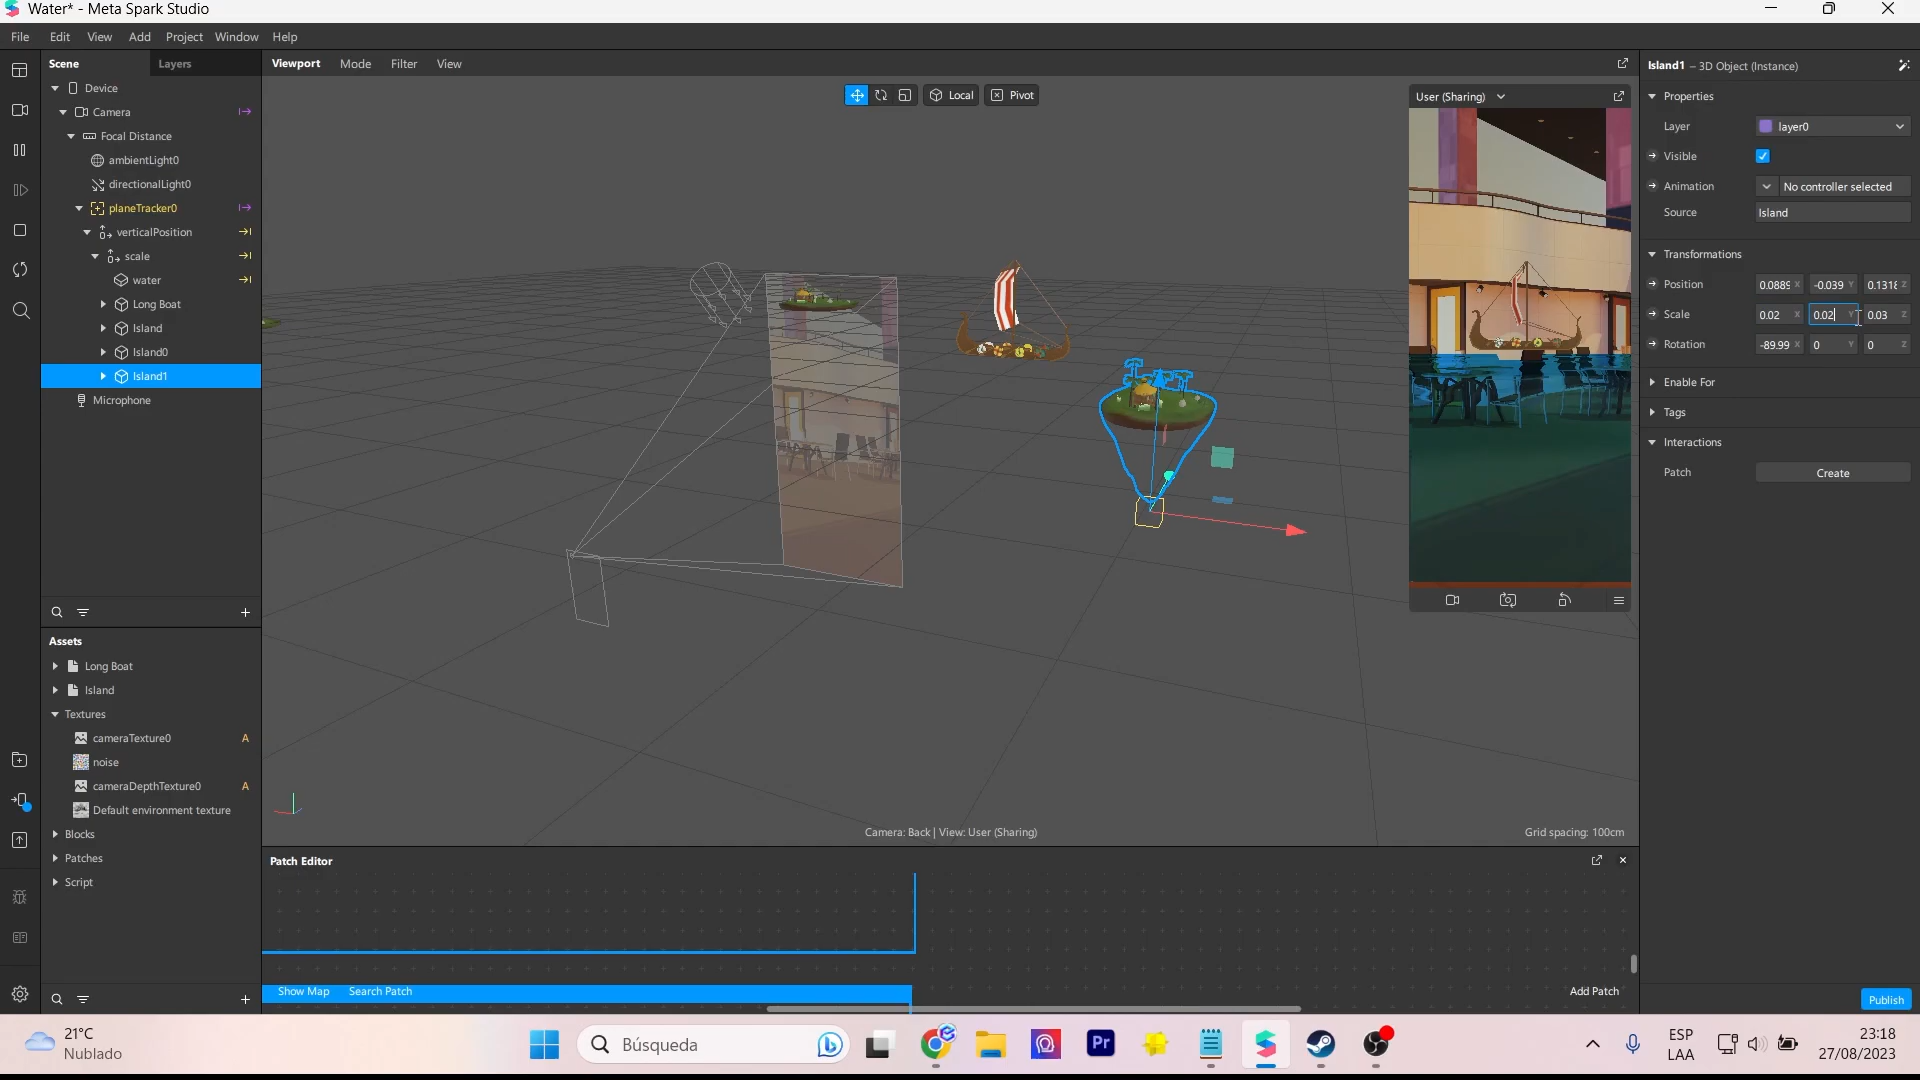 Water* - Meta Spark Studio
File Edit View Add Project Window Help
Scene Layers
Device
Camera
Focal Distance
ambientLight0
directionalLight0
planeTracker0
verticalPosition
scale
water
Long Boat
Island
Island0
Island1
Microphone
Assets
Long Boat
Island
Textures
cameraTexture0 A
noise
cameraDepthTexture0 A
Default environment texture
Blocks
Patches
Script
Viewport Mode Filter View
Local Pivot
User (Sharing)
Camera: Back | View: User (Sharing)
Grid spacing: 100cm
Patch Editor
Show Map Search Patch
Add Patch
Island1 – 3D Object (Instance)
Properties
Layer layer0
Visible
Animation No controller selected
Source Island
Transformations
Position 0.0889 X -0.039 Y 0.1318 Z
Scale 0.02 X 0.02 Y 0.03 Z
Rotation -89.99 X 0 Y 0 Z
Enable For
Tags
Interactions
Patch Create
Publish
21°C
Nublado
Búsqueda
Pr
ESP
LAA
23:18
27/08/2023